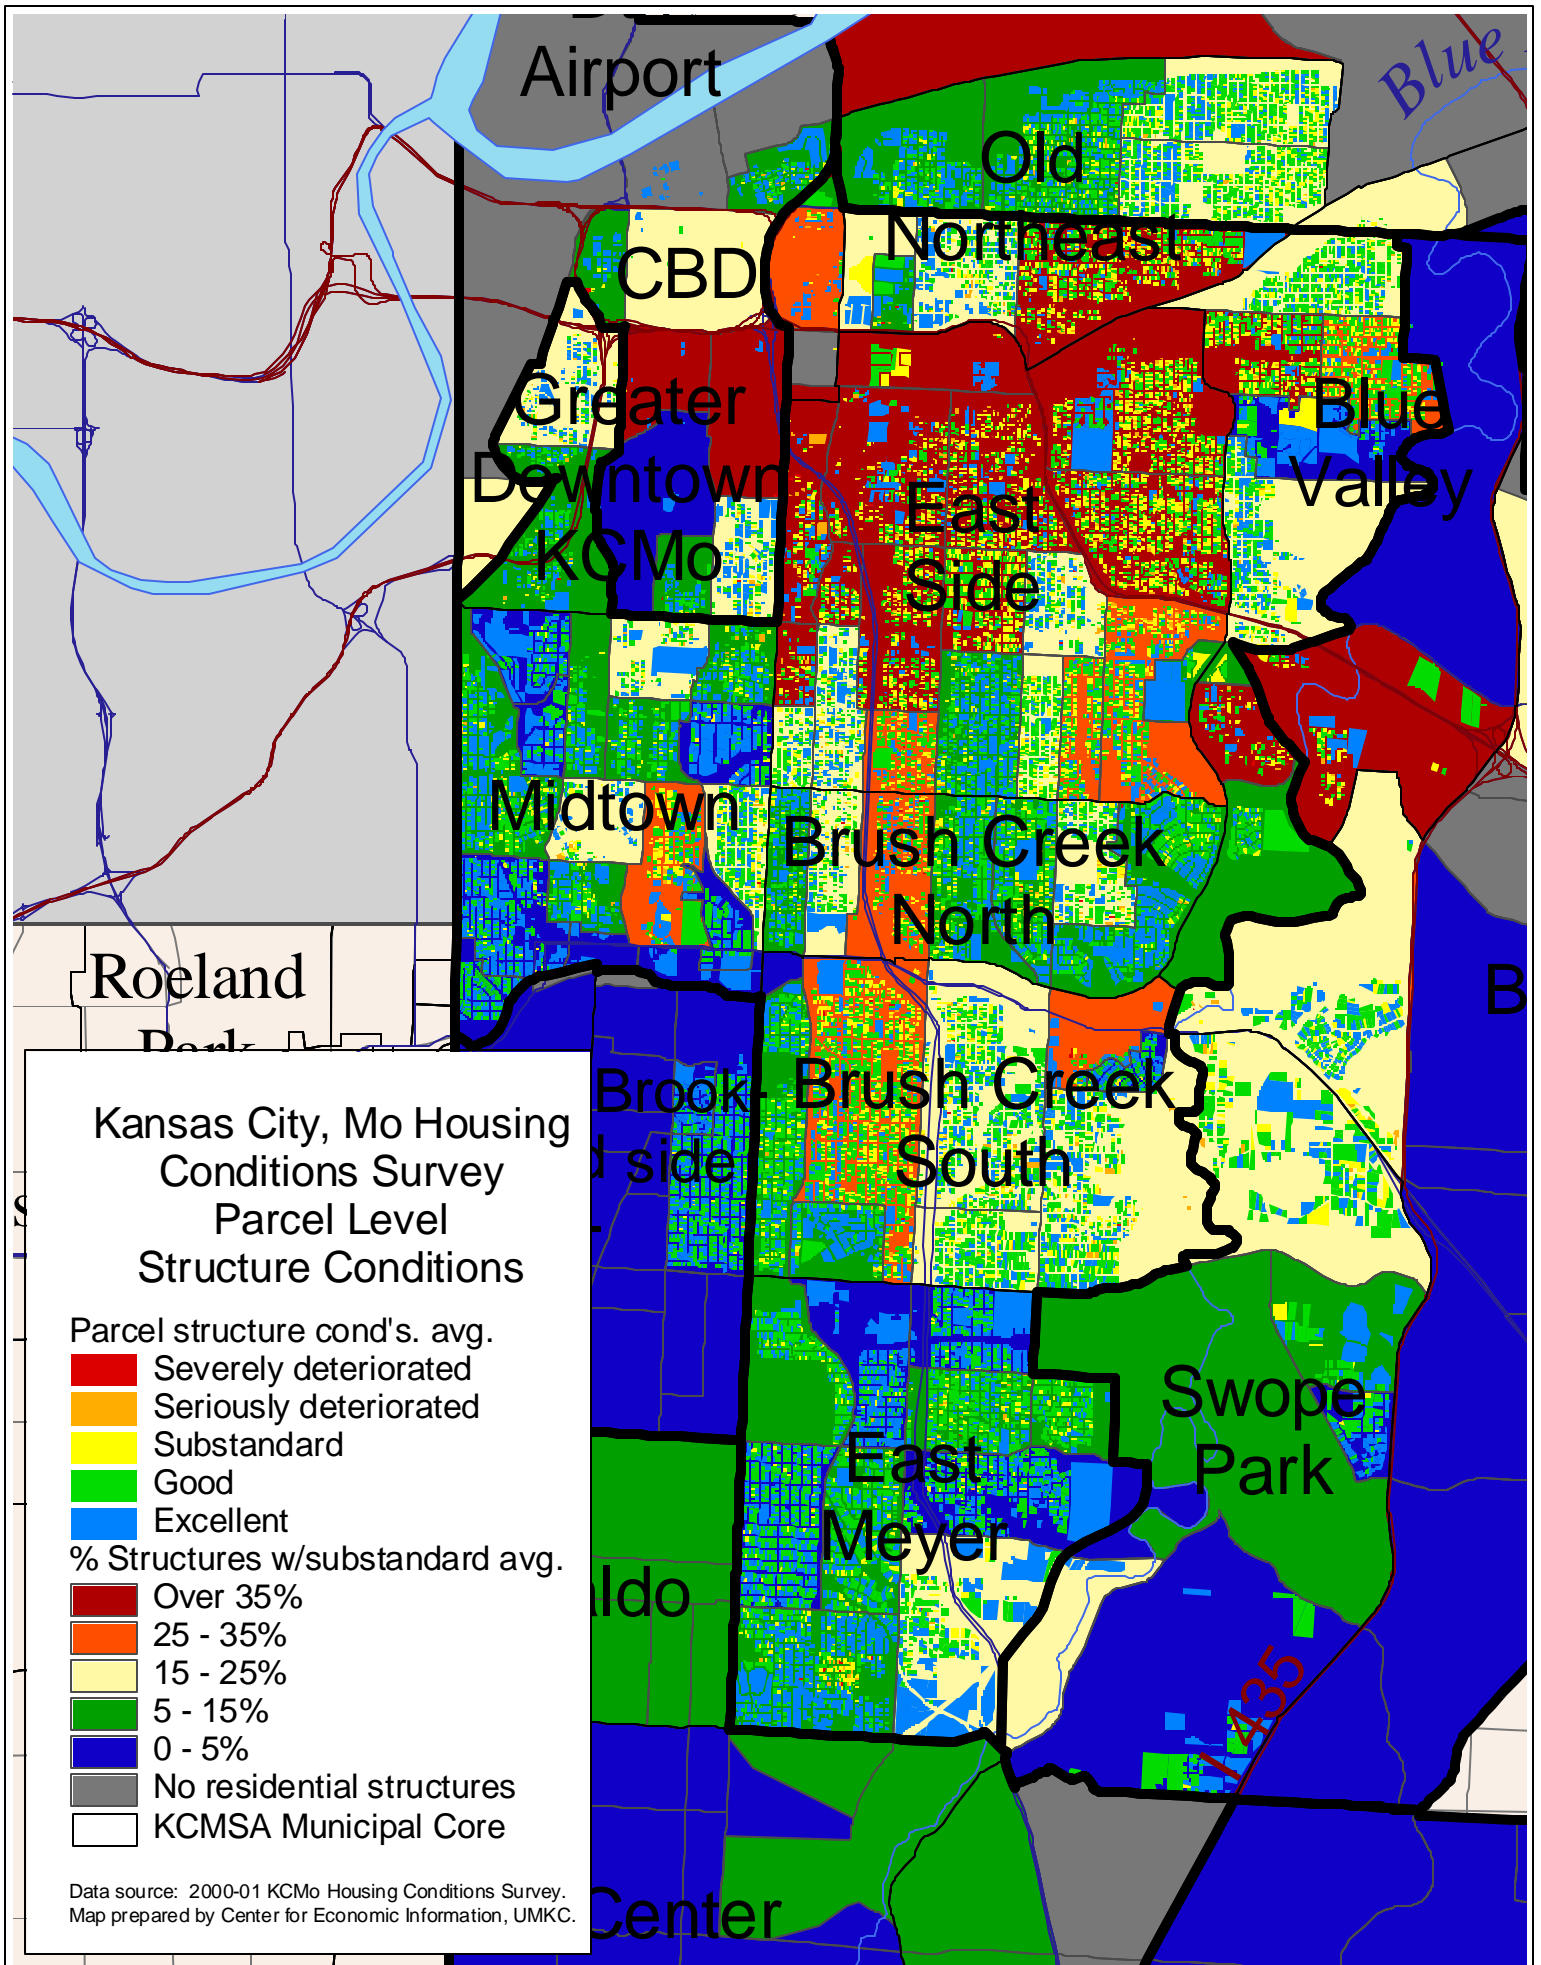 Airport
Blue
Old
Northeast
CBD
Greater
Downtown
KCMo
Blue
Valley
East
Side
Midtown
Brush Creek
North
Roeland
Park
B
Brook-
side
Brush Creek
South
Swope
Park
East
Meyer
aldo
I 435
Center
Kansas City, Mo Housing
Conditions Survey
Parcel Level
Structure Conditions
Parcel structure cond's. avg.
Severely deteriorated
Seriously deteriorated
Substandard
Good
Excellent
% Structures w/substandard avg.
Over 35%
25 - 35%
15 - 25%
5 - 15%
0 - 5%
No residential structures
KCMSA Municipal Core
Data source: 2000-01 KCMo Housing Conditions Survey.
Map prepared by Center for Economic Information, UMKC.